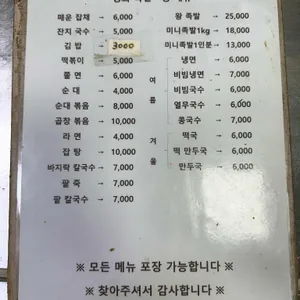 매운 잡채 → 6,000
잔치 국수 → 5,000
김 밥 3000
떡볶이 → 5,000
쫄 면 → 6,000
순 대 → 4,000
순대 볶음 → 8,000
곱창 볶음 → 10,000
라 면 → 4,000
잡 탕 → 10,000
바지락 칼국수 → 7,000
팥 죽 → 7,000
팥 칼국수 → 7,000
왕 족발 → 25,000
미니족발1kg → 18,000
미니족발1인분 → 13,000
여름
냉면 → 6,000
비빔냉면 → 7,000
비빔국수 → 6,000
열무국수 → 6,000
콩국수 → 7,000
겨울
떡국 → 6,000
떡 만두국 → 6,000
만두국 → 6,000
※ 모든 메뉴 포장 가능합니다 ※
※ 찾아주셔서 감사합니다 ※